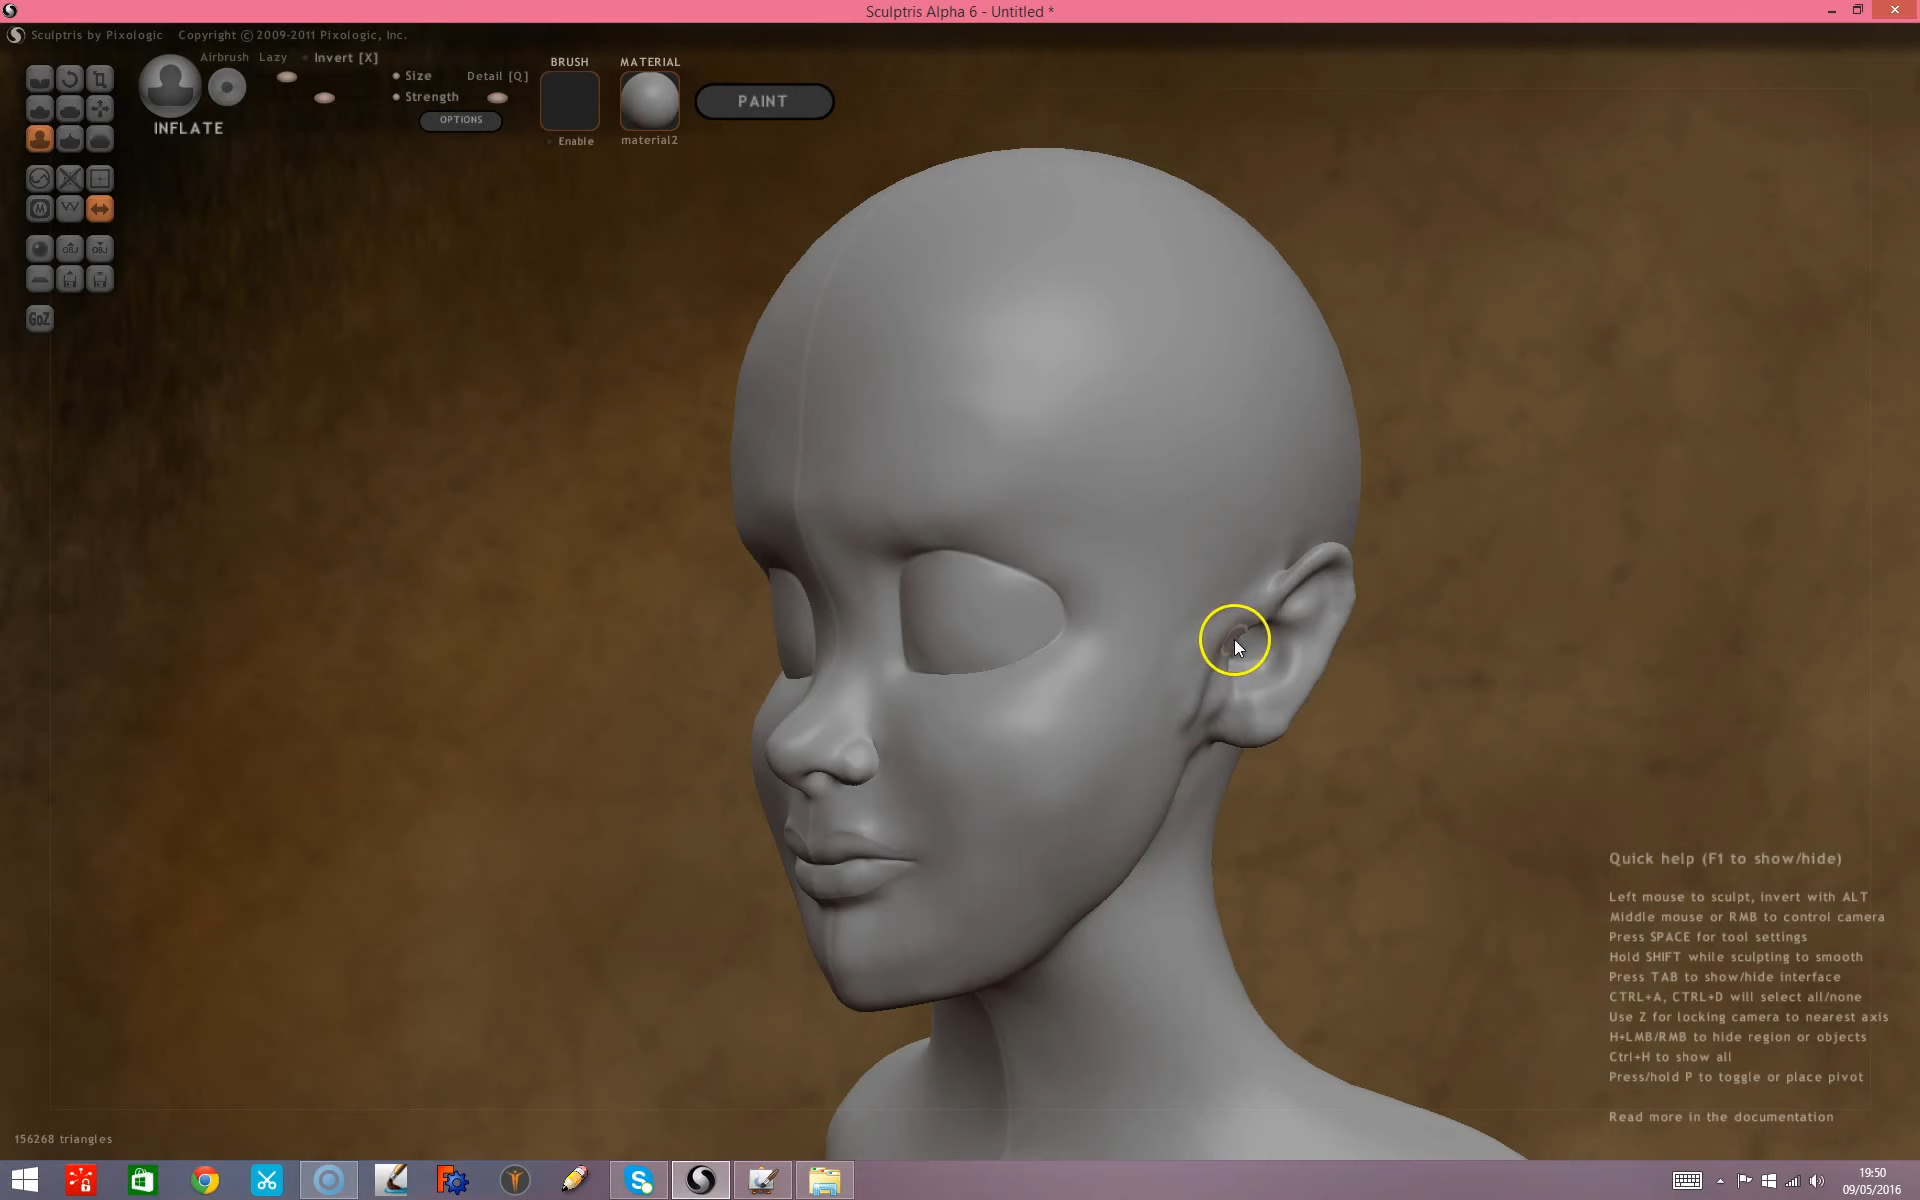 Sculptris Alpha 6 - Untitled *
Sculptris by Pixologic Copyright © 2009-2011 Pixologic, Inc.
Airbrush Lazy Invert [X]
INFLATE
Size Detail [Q]
Strength
OPTIONS
BRUSH
Enable
MATERIAL
material2
PAINT
OBJ OBJ
GoZ
Quick help (F1 to show/hide)
Left mouse to sculpt, invert with ALT
Middle mouse or RMB to control camera
Press SPACE for tool settings
Hold SHIFT while sculpting to smooth
Press TAB to show/hide interface
CTRL+A, CTRL+D will select all/none
Use Z for locking camera to nearest axis
H+LMB/RMB to hide region or objects
Ctrl+H to show all
Press/hold P to toggle or place pivot
Read more in the documentation
156268 triangles
19:50
09/05/2016